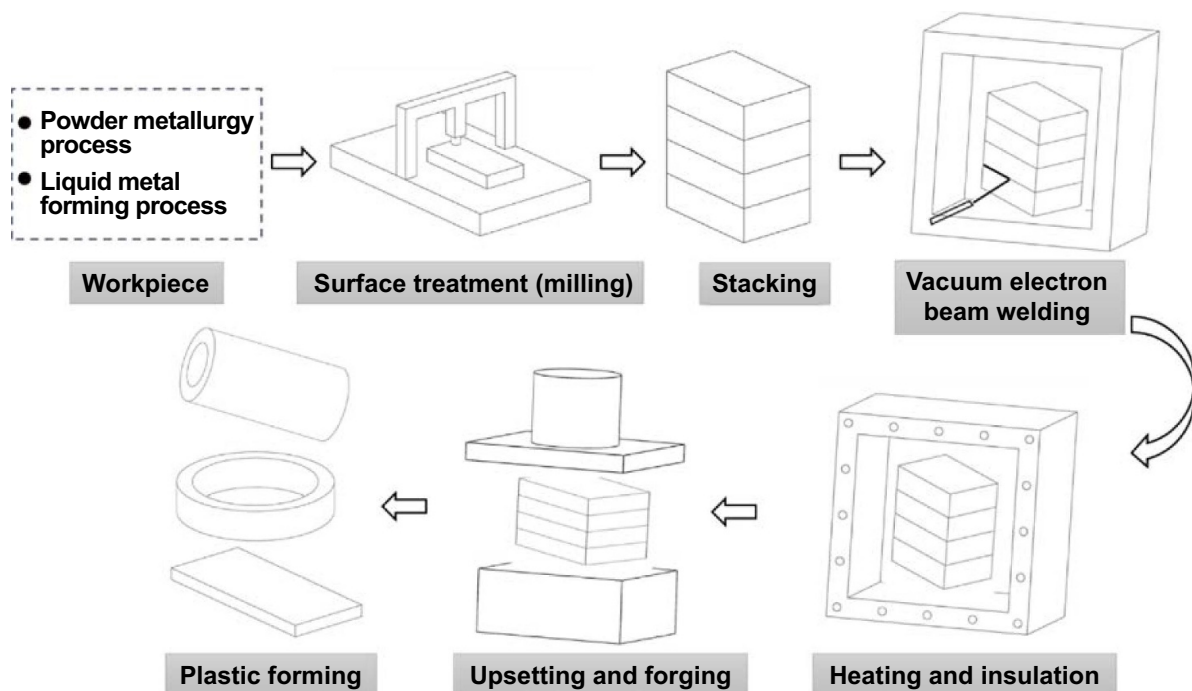 ● Powder metallurgy
process
● Liquid metal
forming process
Workpiece
Surface treatment (milling)
Stacking
Vacuum electron
beam welding
Plastic forming
Upsetting and forging
Heating and insulation